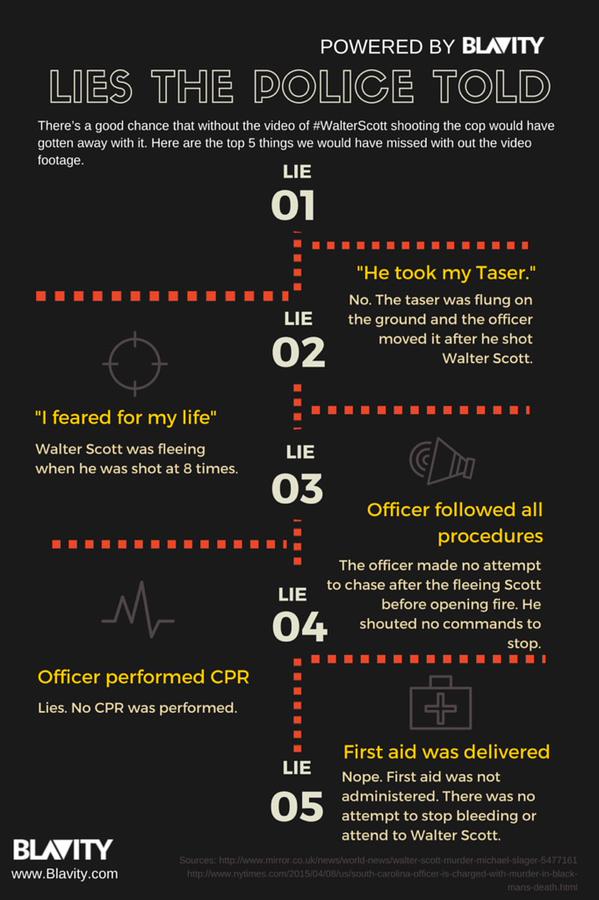 POWERED BY BLAVITY
LIES THE POLICE TOLD
There's a good chance that without the video of #WalterScott shooting the cop would have
gotten away with it. Here are the top 5 things we would have missed with out the video
footage.
LIE
01
"He took my Taser."
No. The taser was flung on
the ground and the officer
moved it after he shot
Walter Scott.
LIE
02
"I feared for my life"
Walter Scott was fleeing
when he was shot at 8 times.
LIE
03
Officer followed all
procedures
The officer made no attempt
to chase after the fleeing Scott
before opening fire. He
shouted no commands to
stop.
LIE
04
Officer performed CPR
Lies. No CPR was performed.
LIE
05
First aid was delivered
Nope. First aid was not
administered. There was no
attempt to stop bleeding or
attend to Walter Scott.
BLAVITY
www.Blavity.com
Sources: http://www.mirror.co.uk/news/world-news/walter-scott-murder-michael-slager-5477161
http://www.nytimes.com/2015/04/08/us/south-carolina-officer-is-charged-with-murder-in-black-
mans-death.html